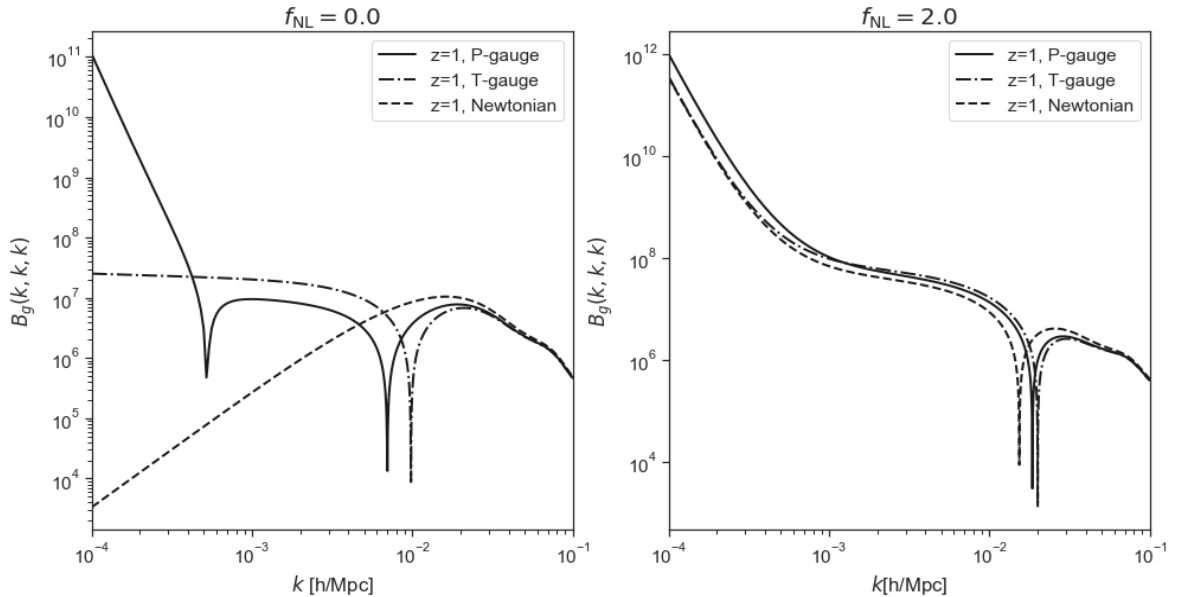 f_NL = 0.0
z=1, P-gauge
z=1, T-gauge
z=1, Newtonian
10^11
10^10
10^9
10^8
10^7
10^6
10^5
10^4
B_g(k, k, k)
10^−4
10^−3
10^−2
10^−1
k [h/Mpc]
f_NL = 2.0
z=1, P-gauge
z=1, T-gauge
z=1, Newtonian
10^12
10^10
10^8
10^6
10^4
B_g(k, k, k)
10^−4
10^−3
10^−2
10^−1
k[h/Mpc]